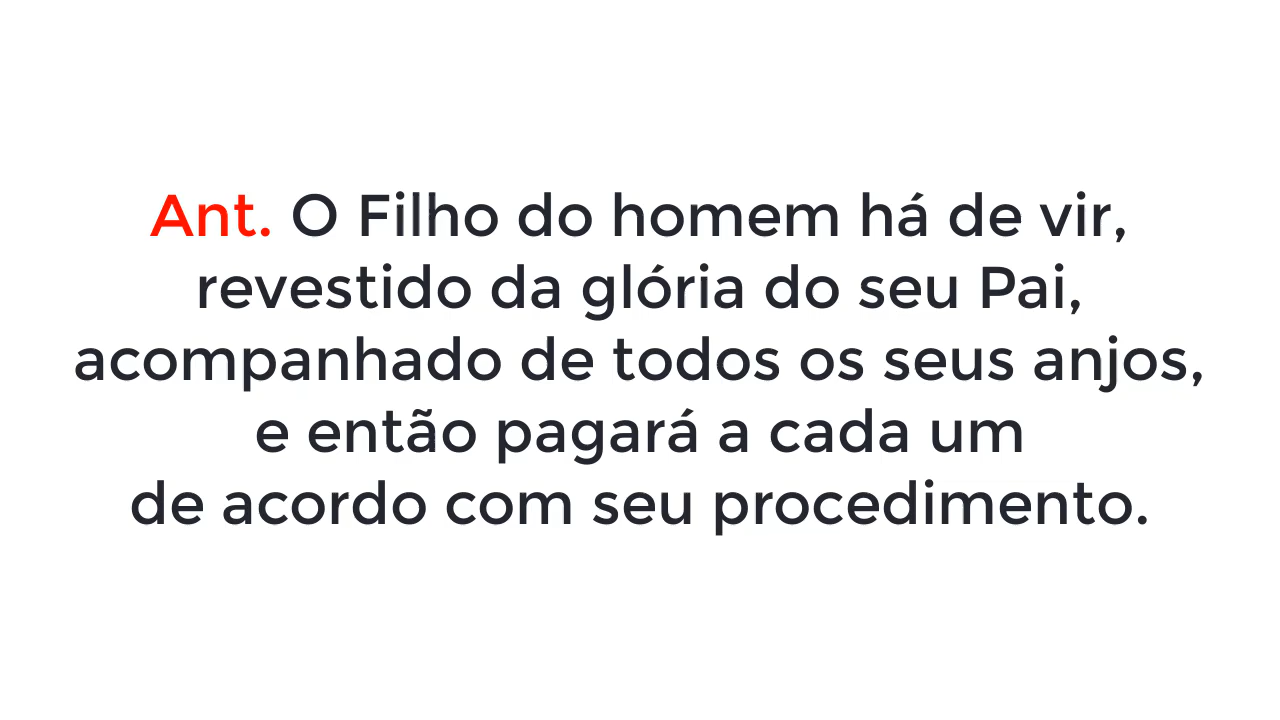 Ant. O Filho do homem há de vir,
revestido da glória do seu Pai,
acompanhado de todos os seus anjos,
e então pagará a cada um
de acordo com seu procedimento.